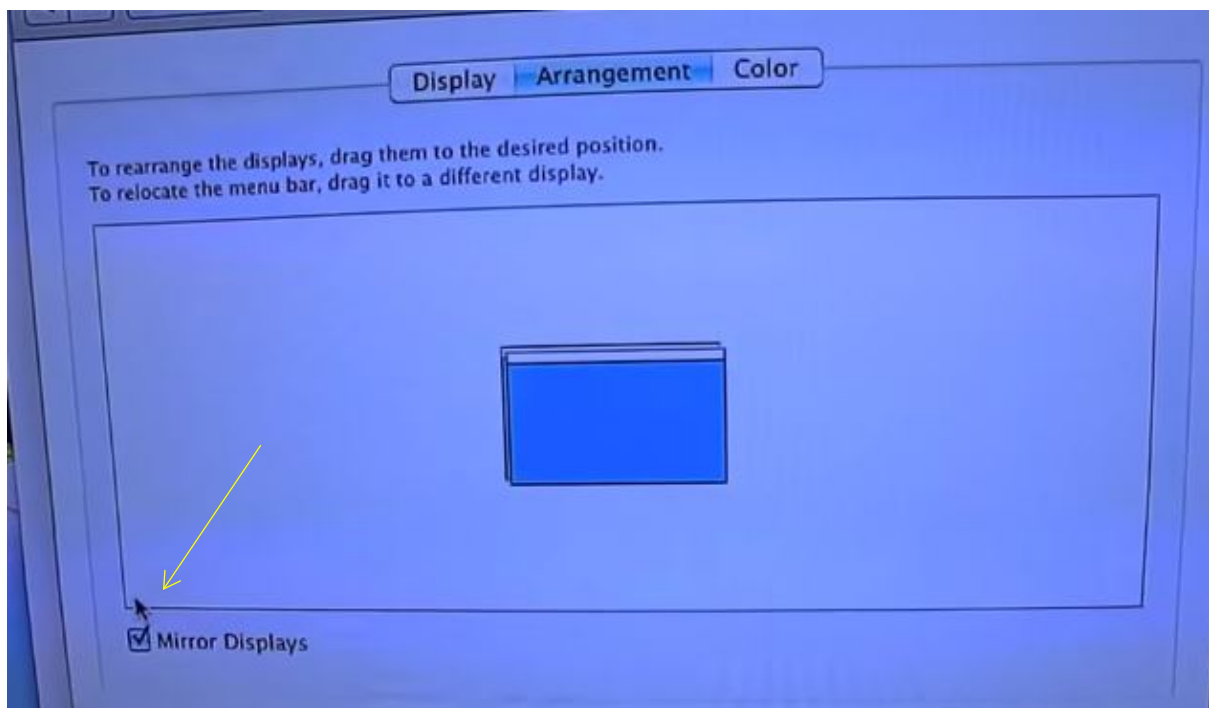 Display Arrangement Color
To rearrange the displays, drag them to the desired position.
To relocate the menu bar, drag it to a different display.
Mirror Displays